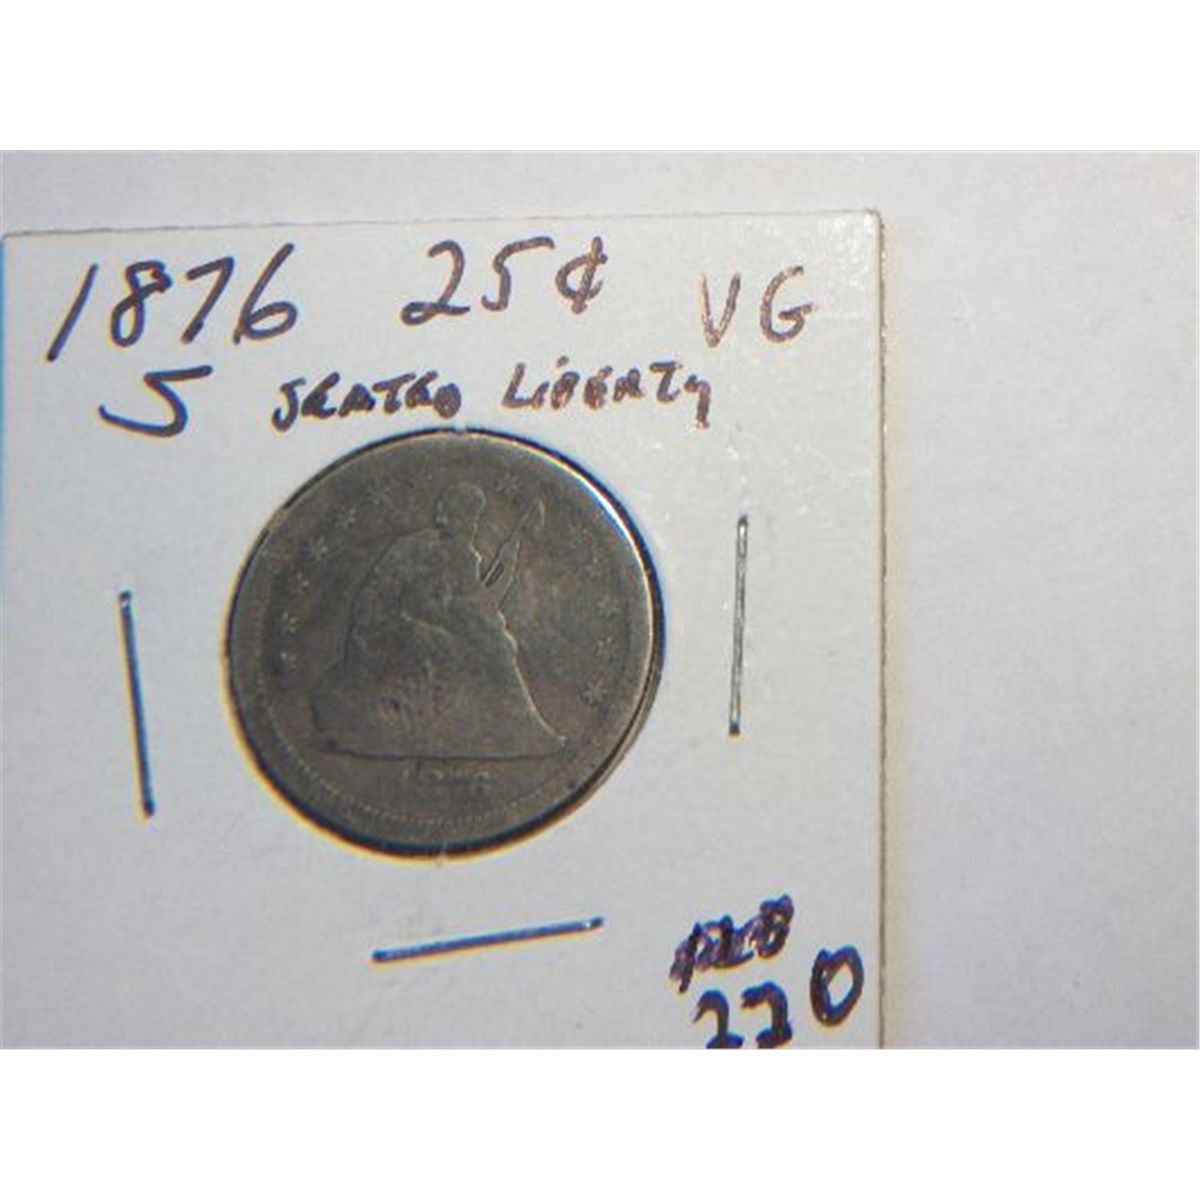 1876 25¢ VG
S SEATED LIBERTY
220